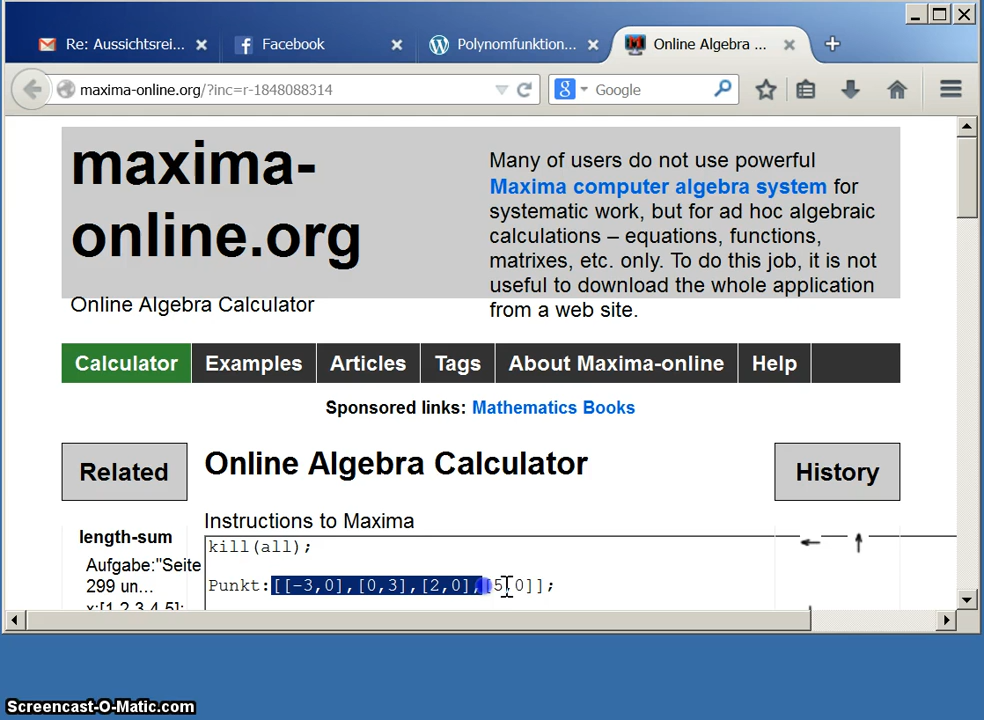 Re: Aussichtsrei...
Facebook
Polynomfunktion...
Online Algebra ...
maxima-online.org/?inc=r-1848088314
Google
maxima-
online.org
Online Algebra Calculator
Many of users do not use powerful
Maxima computer algebra system for
systematic work, but for ad hoc algebraic
calculations – equations, functions,
matrixes, etc. only. To do this job, it is not
useful to download the whole application
from a web site.
Calculator Examples Articles Tags About Maxima-online Help
Sponsored links: Mathematics Books
Related
Online Algebra Calculator
History
Instructions to Maxima
length-sum
Aufgabe:"Seite
299 un...
x:[1,2,3,4,5];
kill(all);
Punkt:[[-3,0],[0,3],[2,0],[5,0]];
Screencast-O-Matic.com